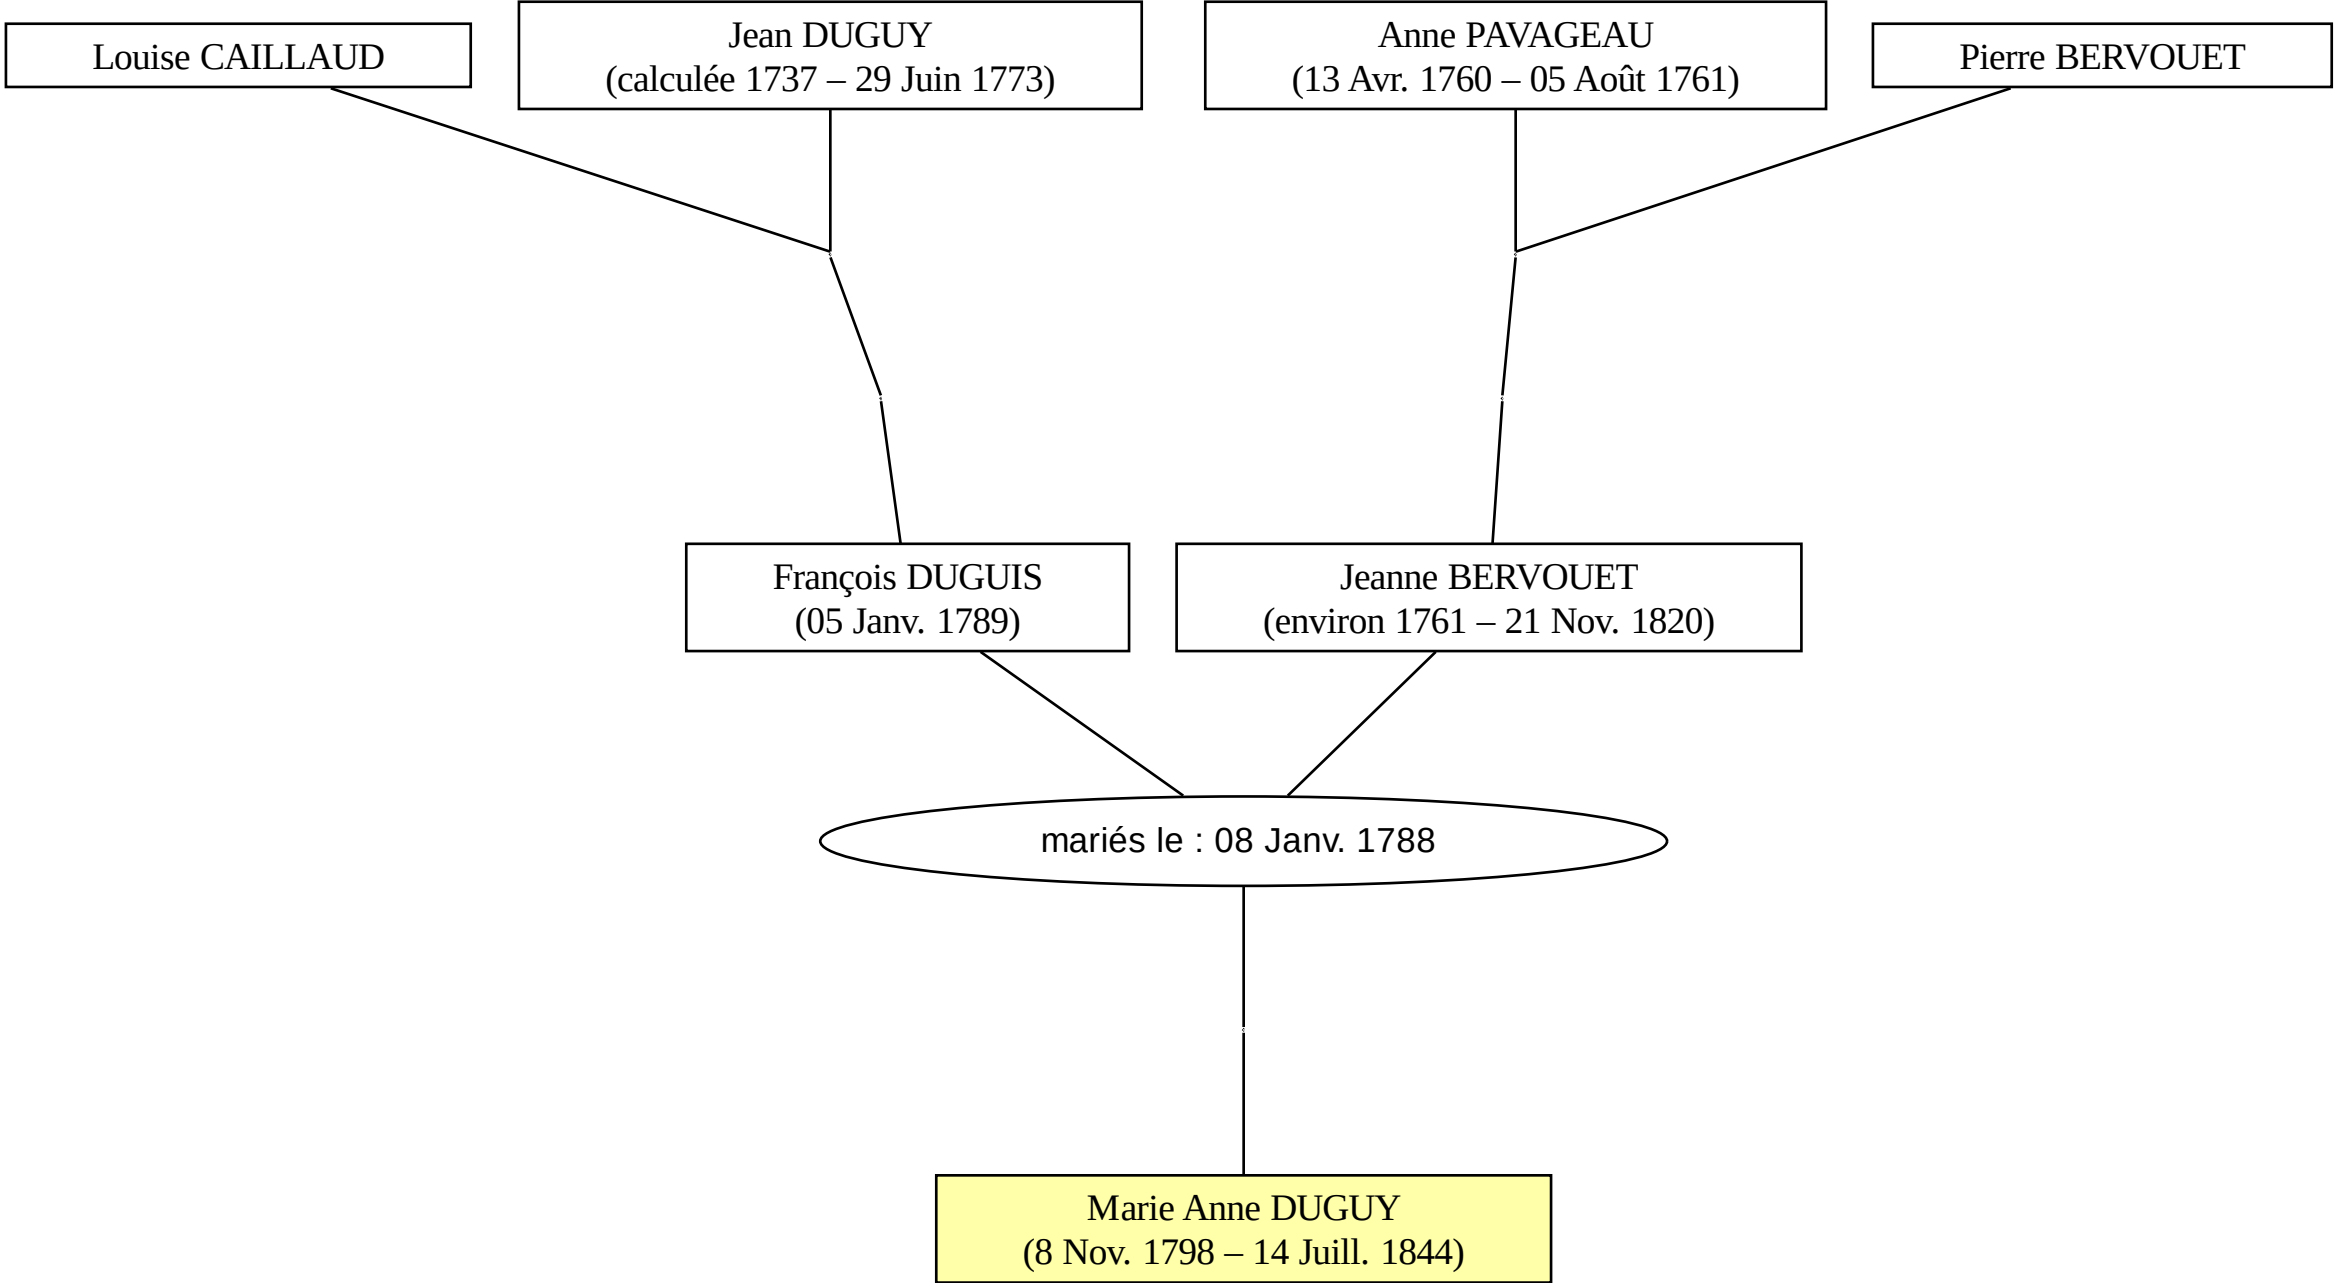 Louise CAILLAUD
Jean DUGUY
(calculée 1737 – 29 Juin 1773)
Anne PAVAGEAU
(13 Avr. 1760 – 05 Août 1761)
Pierre BERVOUET
François DUGUIS
(05 Janv. 1789)
Jeanne BERVOUET
(environ 1761 – 21 Nov. 1820)
mariés le : 08 Janv. 1788
Marie Anne DUGUY
(8 Nov. 1798 – 14 Juill. 1844)